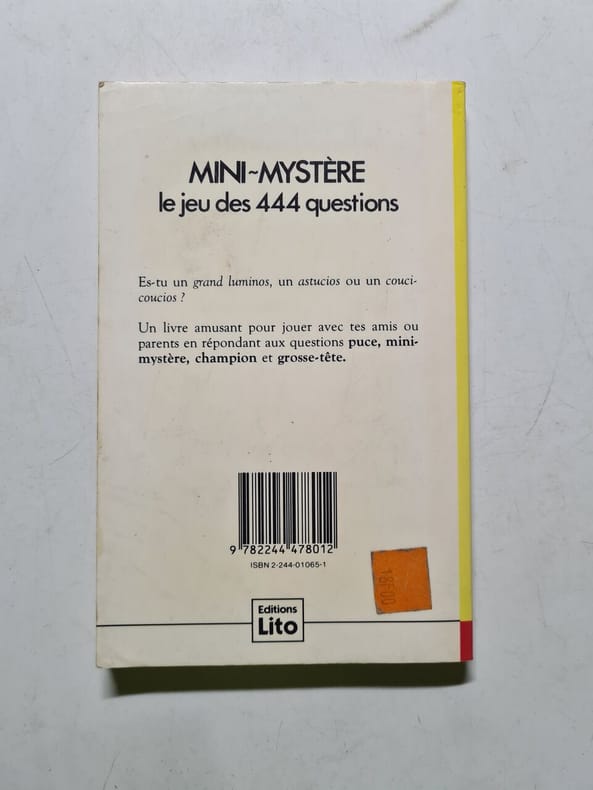 MINI~MYSTÈRE
le jeu des 444 questions
Es-tu un grand luminos, un astucios ou un couci-
coucios ?
Un livre amusant pour jouer avec tes amis ou
parents en répondant aux questions puce, mini-
mystère, champion et grosse-tête.
9 782244 478012
ISBN 2-244-01065-1
18F00
Editions
Lito